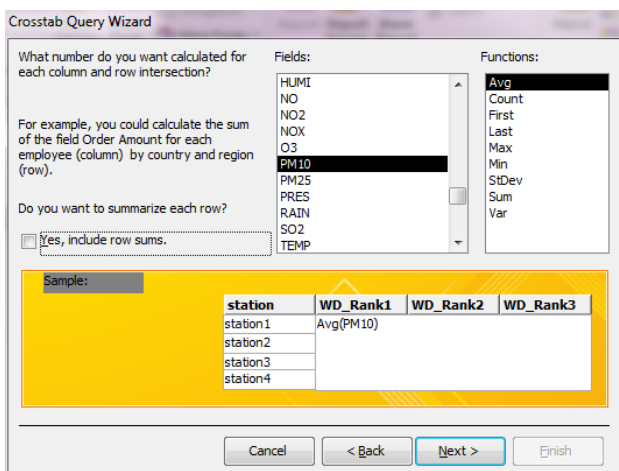 Crosstab Query Wizard
What number do you want calculated for
each column and row intersection?
For example, you could calculate the sum
of the field Order Amount for each
employee (column) by country and region
(row).
Do you want to summarize each row?
Yes, include row sums.
Fields:
HUMI
NO
NO2
NOX
O3
PM10
PM25
PRES
RAIN
SO2
TEMP
Functions:
Avg
Count
First
Last
Max
Min
StDev
Sum
Var
Sample:
station WD_Rank1 WD_Rank2 WD_Rank3
station1 Avg(PM10)
station2
station3
station4
Cancel < Back Next > Finish